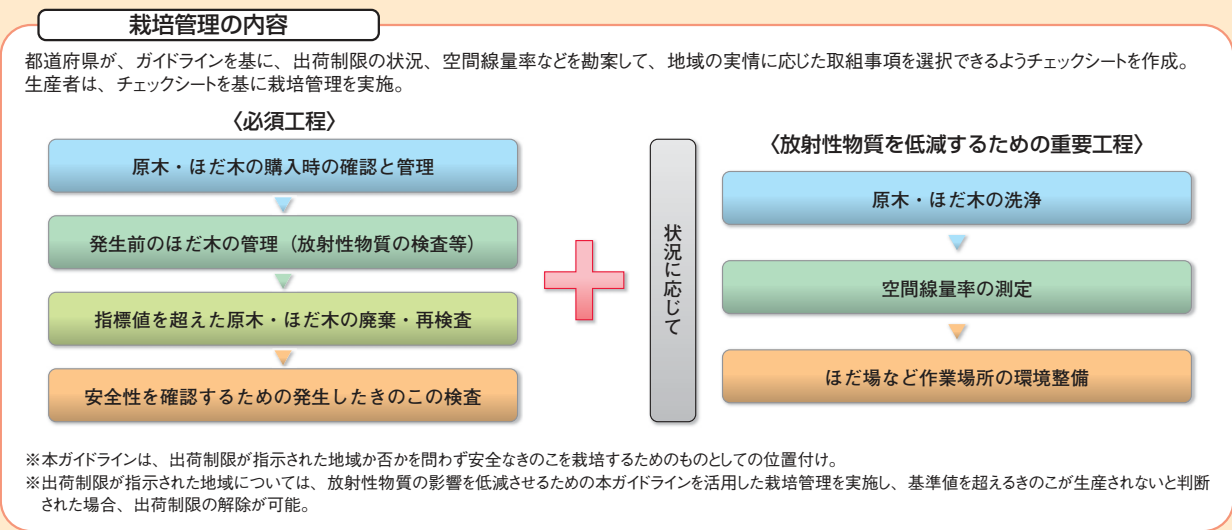 栽培管理の内容
都道府県が、ガイドラインを基に、出荷制限の状況、空間線量率などを勘案して、地域の実情に応じた取組事項を選択できるようチェックシートを作成。
生産者は、チェックシートを基に栽培管理を実施。
〈必須工程〉
原木・ほだ木の購入時の確認と管理
発生前のほだ木の管理（放射性物質の検査等）
指標値を超えた原木・ほだ木の廃棄・再検査
安全性を確認するための発生したきのこの検査
状況に応じて
〈放射性物質を低減するための重要工程〉
原木・ほだ木の洗浄
空間線量率の測定
ほだ場など作業場所の環境整備
※本ガイドラインは、出荷制限が指示された地域か否かを問わず安全なきのこを栽培するためのものとしての位置付け。
※出荷制限が指示された地域については、放射性物質の影響を低減させるための本ガイドラインを活用した栽培管理を実施し、基準値を超えるきのこが生産されないと判断
された場合、出荷制限の解除が可能。